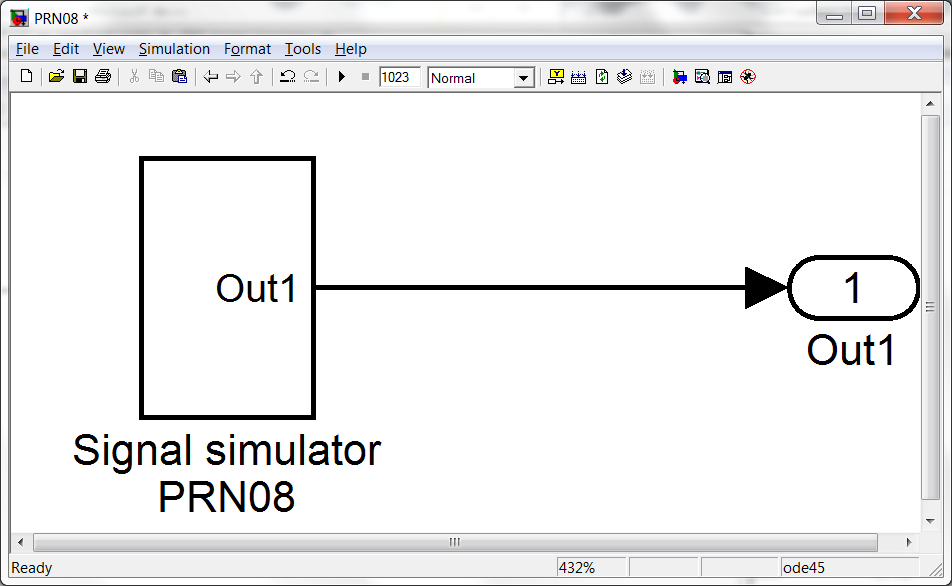 PRN08 *
File Edit View Simulation Format Tools Help
1023 Normal
Out1
1
Out1
Signal simulator
PRN08
Ready 432% ode45